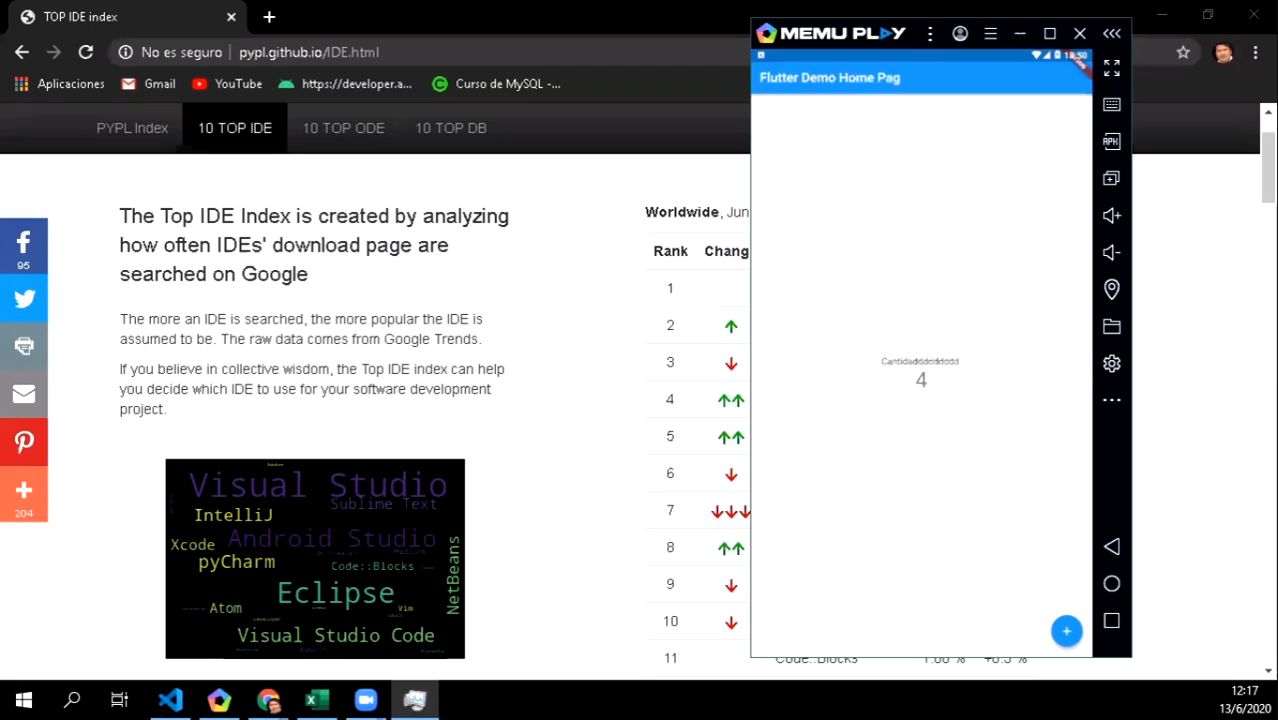 TOP IDE index
No es seguro
pypl.github.io/IDE.html
Aplicaciones
Gmail
YouTube
https://developer.a...
Curso de MySQL -...
PYPL Index
10 TOP IDE
10 TOP ODE
10 TOP DB
95
204
The Top IDE Index is created by analyzing
how often IDEs' download page are
searched on Google
The more an IDE is searched, the more popular the IDE is
assumed to be. The raw data comes from Google Trends.
If you believe in collective wisdom, the Top IDE index can help
you decide which IDE to use for your software development
project.
Visual Studio
Sublime Text
IntelliJ
Android Studio
Xcode
pyCharm
Code::Blocks
Eclipse
NetBeans
Atom
Vim
Visual Studio Code
Worldwide, Jun
Rank Chang
1
2
3
4
5
6
7
8
9
10
11
Code::Blocks
MEMU PLAY
Flutter Demo Home Pag
4
APK
12:17
13/6/2020